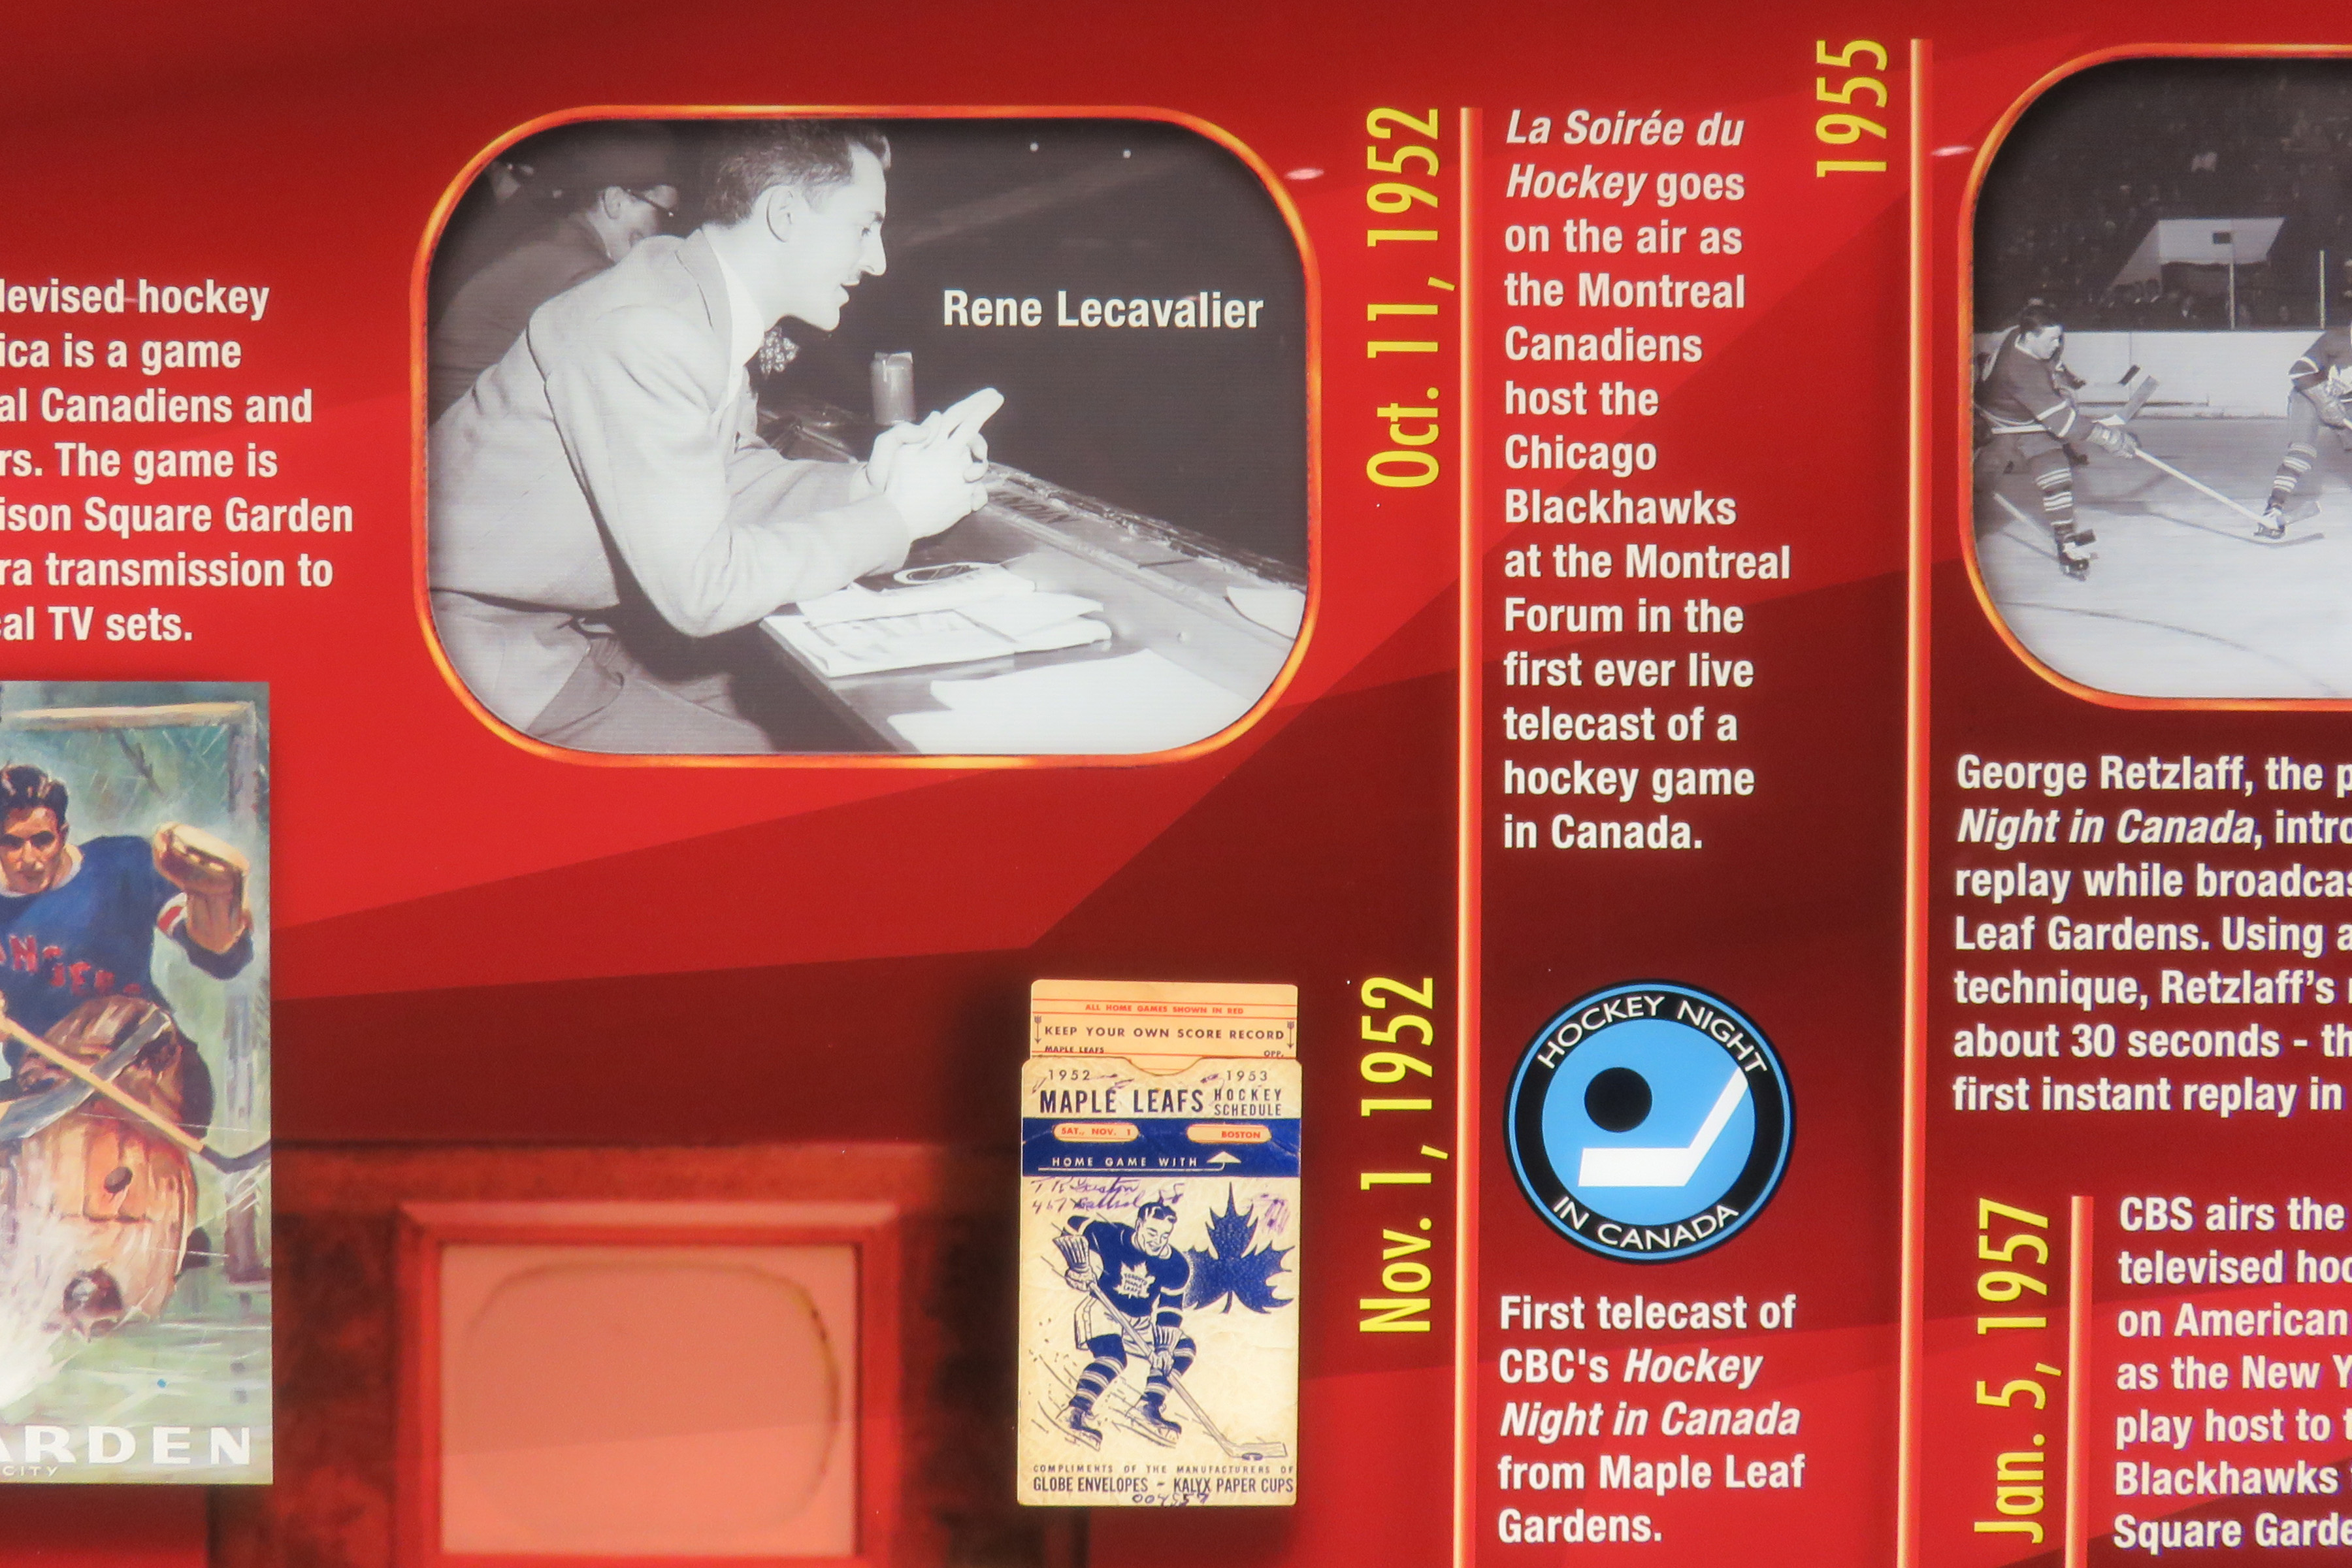 levised hockey
ica is a game
al Canadiens and
rs. The game is
ison Square Garden
ra transmission to
cal TV sets.
ARDEN
CITY
Rene Lecavalier
Oct. 11, 1952
La Soirée du
Hockey goes
on the air as
the Montreal
Canadiens
host the
Chicago
Blackhawks
at the Montreal
Forum in the
first ever live
telecast of a
hockey game
in Canada.
ALL HOME GAMES SHOWN IN RED
KEEP YOUR OWN SCORE RECORD
MAPLE LEAFS OPP.
1952 1953
MAPLE LEAFS HOCKEY SCHEDULE
SAT., NOV. 1 BOSTON
HOME GAME WITH
TORONTO MAPLE LEAFS
COMPLIMENTS OF THE MANUFACTURERS OF
GLOBE ENVELOPES - KALYX PAPER CUPS
Nov. 1, 1952
HOCKEY NIGHT
IN CANADA
First telecast of
CBC's Hockey
Night in Canada
from Maple Leaf
Gardens.
1955
George Retzlaff, the p
Night in Canada, intro
replay while broadcas
Leaf Gardens. Using a
technique, Retzlaff's
about 30 seconds - th
first instant replay in
Jan. 5, 1957
CBS airs the
televised hoc
on American
as the New Y
play host to t
Blackhawks
Square Garde